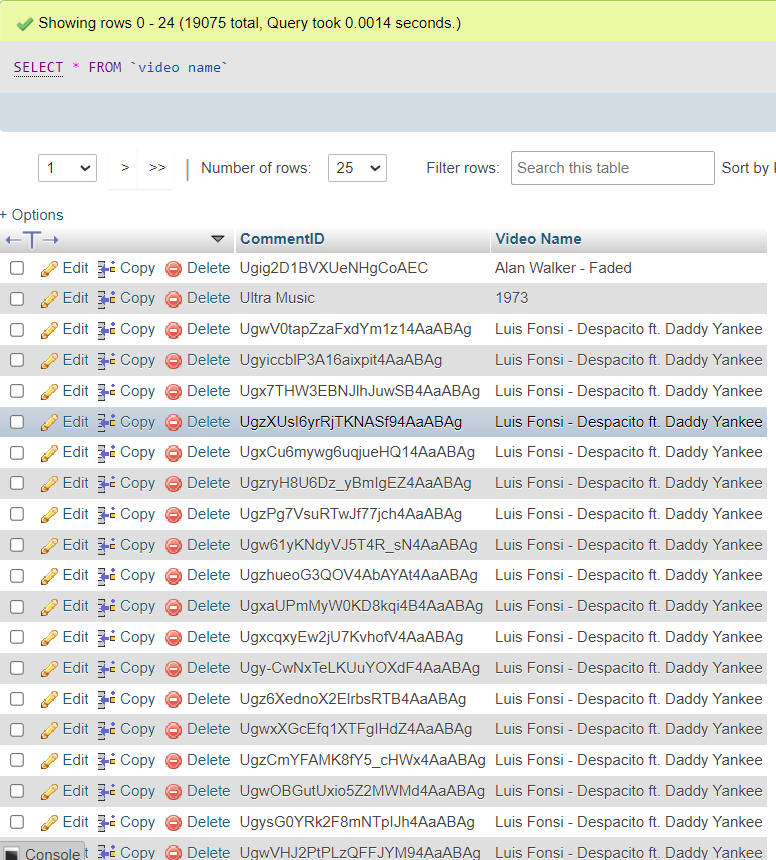 Showing rows 0 - 24 (19075 total, Query took 0.0014 seconds.)
SELECT * FROM `video name`
1 > >> | Number of rows: 25 Filter rows: Search this table Sort by
+ Options
CommentID Video Name
Edit Copy Delete Ugig2D1BVXUeNHgCoAEC Alan Walker - Faded
Edit Copy Delete Ultra Music 1973
Edit Copy Delete UgwV0tapZzaFxdYm1z14AaABAg Luis Fonsi - Despacito ft. Daddy Yankee
Edit Copy Delete UgyiccblP3A16aixpit4AaABAg Luis Fonsi - Despacito ft. Daddy Yankee
Edit Copy Delete Ugx7THW3EBNJlhJuwSB4AaABAg Luis Fonsi - Despacito ft. Daddy Yankee
Edit Copy Delete UgzXUsI6yrRjTKNASf94AaABAg Luis Fonsi - Despacito ft. Daddy Yankee
Edit Copy Delete UgxCu6mywg6uqjueHQ14AaABAg Luis Fonsi - Despacito ft. Daddy Yankee
Edit Copy Delete UgzryH8U6Dz_yBmIgEZ4AaABAg Luis Fonsi - Despacito ft. Daddy Yankee
Edit Copy Delete UgzPg7VsuRTwJf77jch4AaABAg Luis Fonsi - Despacito ft. Daddy Yankee
Edit Copy Delete Ugw61yKNdyVJ5T4R_sN4AaABAg Luis Fonsi - Despacito ft. Daddy Yankee
Edit Copy Delete UgzhueoG3QOV4AbAYAt4AaABAg Luis Fonsi - Despacito ft. Daddy Yankee
Edit Copy Delete UgxaUPmMyW0KD8kqi4B4AaABAg Luis Fonsi - Despacito ft. Daddy Yankee
Edit Copy Delete UgxcqxyEw2jU7KvhofV4AaABAg Luis Fonsi - Despacito ft. Daddy Yankee
Edit Copy Delete Ugy-CwNxTeLKUuYOXdF4AaABAg Luis Fonsi - Despacito ft. Daddy Yankee
Edit Copy Delete Ugz6XednoX2ElrbsRTB4AaABAg Luis Fonsi - Despacito ft. Daddy Yankee
Edit Copy Delete UgwxXGcEfq1XTFglHdZ4AaABAg Luis Fonsi - Despacito ft. Daddy Yankee
Edit Copy Delete UgzCmYFAMK8fY5_cHWx4AaABAg Luis Fonsi - Despacito ft. Daddy Yankee
Edit Copy Delete UgwOBGutUxio5Z2MWMd4AaABAg Luis Fonsi - Despacito ft. Daddy Yankee
Edit Copy Delete UgysG0YRk2F8mNTpIJh4AaABAg Luis Fonsi - Despacito ft. Daddy Yankee
Console Copy Delete UgwVHJ2PtPLzQFFJYM94AaABAg Luis Fonsi - Despacito ft. Daddy Yankee